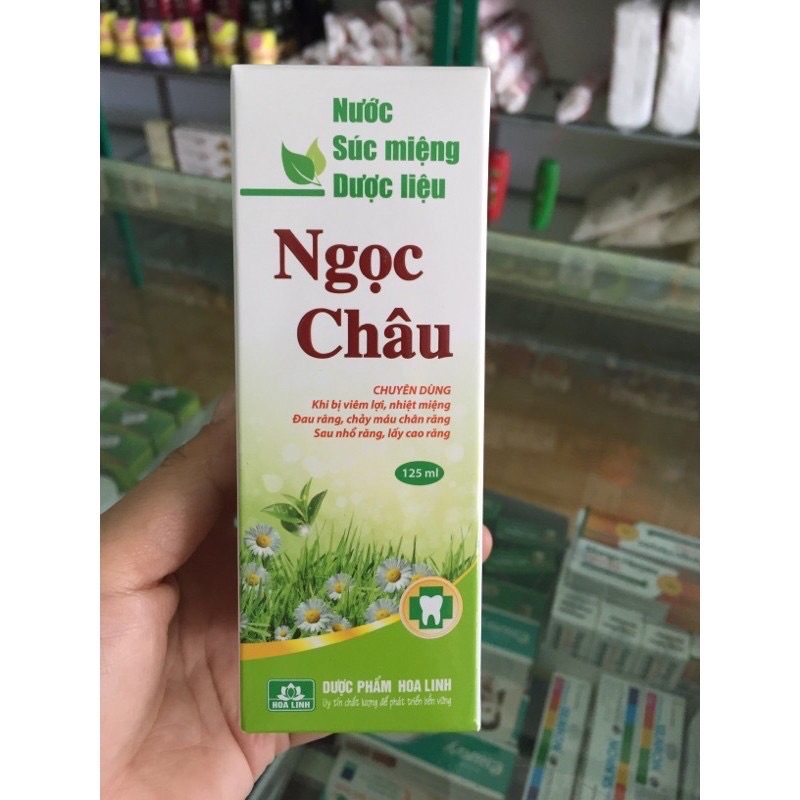 Nước
Súc miệng
Dược liệu
Ngọc
Châu
CHUYÊN DÙNG
Khi bị viêm lợi, nhiệt miệng
Đau răng, chảy máu chân răng
Sau nhổ răng, lấy cao răng
125 ml
HOA LINH
DƯỢC PHẨM HOA LINH
Uy tín chất lượng để phát triển bền vững